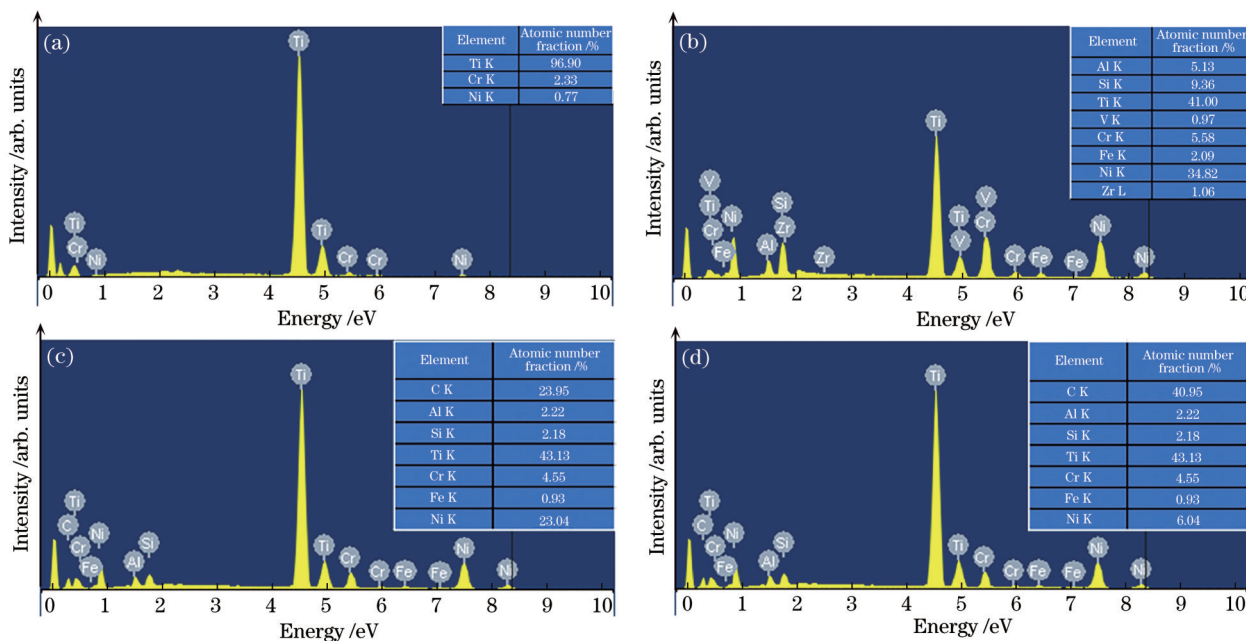 (a)
Element Atomic number fraction /%
Ti K 96.90
Cr K 2.33
Ni K 0.77
Intensity /arb. units
Ti
Ti
Cr
Ni
Ti
Cr
Cr
Ni
0 1 2 3 4 5 6 7 8 9 10
Energy /eV
(b)
Element Atomic number fraction /%
Al K 5.13
Si K 9.36
Ti K 41.00
V K 0.97
Cr K 5.58
Fe K 2.09
Ni K 34.82
Zr L 1.06
Intensity /arb. units
Ti
V
Ti
Cr
Fe
Ni
Al
Si
Zr
Zr
Ti
V
V
Cr
Cr
Fe
Fe
Ni
Ni
0 1 2 3 4 5 6 7 8 9 10
Energy /eV
(c)
Element Atomic number fraction /%
C K 23.95
Al K 2.22
Si K 2.18
Ti K 43.13
Cr K 4.55
Fe K 0.93
Ni K 23.04
Intensity /arb. units
Ti
Ti
C
Cr
Fe
Ni
Al
Si
Ti
Cr
Cr
Fe
Fe
Ni
Ni
0 1 2 3 4 5 6 7 8 9 10
Energy /eV
(d)
Element Atomic number fraction /%
C K 40.95
Al K 2.22
Si K 2.18
Ti K 43.13
Cr K 4.55
Fe K 0.93
Ni K 6.04
Intensity /arb. units
Ti
Ti
C
Cr
Fe
Ni
Al
Si
Ti
Cr
Cr
Fe
Fe
Ni
Ni
0 1 2 3 4 5 6 7 8 9 10
Energy /eV